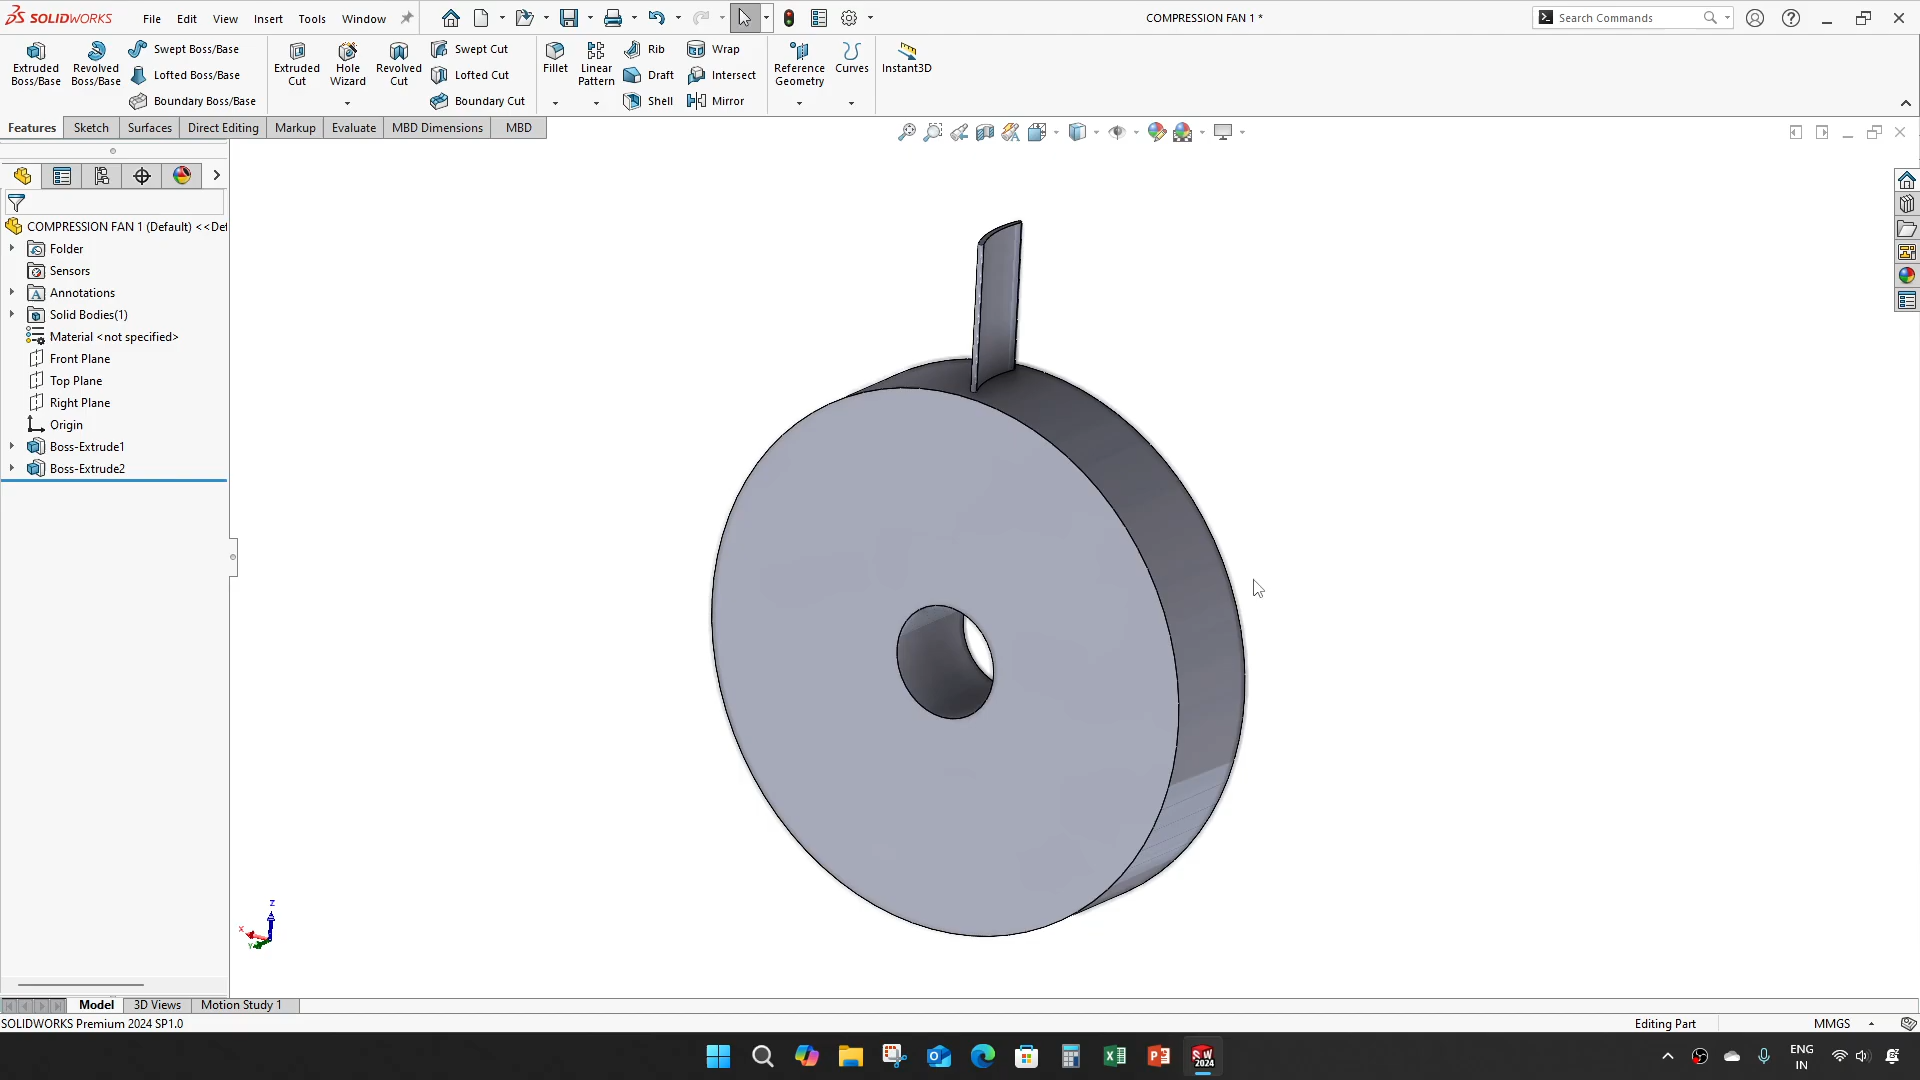 SOLIDWORKS File Edit View Insert Tools Window COMPRESSION FAN 1 * Search Commands
Extruded Boss/Base
Revolved Boss/Base
Swept Boss/Base
Lofted Boss/Base
Boundary Boss/Base
Extruded Cut
Hole Wizard
Revolved Cut
Swept Cut
Lofted Cut
Boundary Cut
Fillet
Linear Pattern
Rib
Draft
Shell
Wrap
Intersect
Mirror
Reference Geometry
Curves
Instant3D
Features Sketch Surfaces Direct Editing Markup Evaluate MBD Dimensions MBD
COMPRESSION FAN 1 (Default) <<Def
Folder
Sensors
Annotations
Solid Bodies(1)
Material <not specified>
Front Plane
Top Plane
Right Plane
Origin
Boss-Extrude1
Boss-Extrude2
Z
X
Y
Model 3D Views Motion Study 1
SOLIDWORKS Premium 2024 SP1.0 Editing Part MMGS
SW 2024
ENG
IN